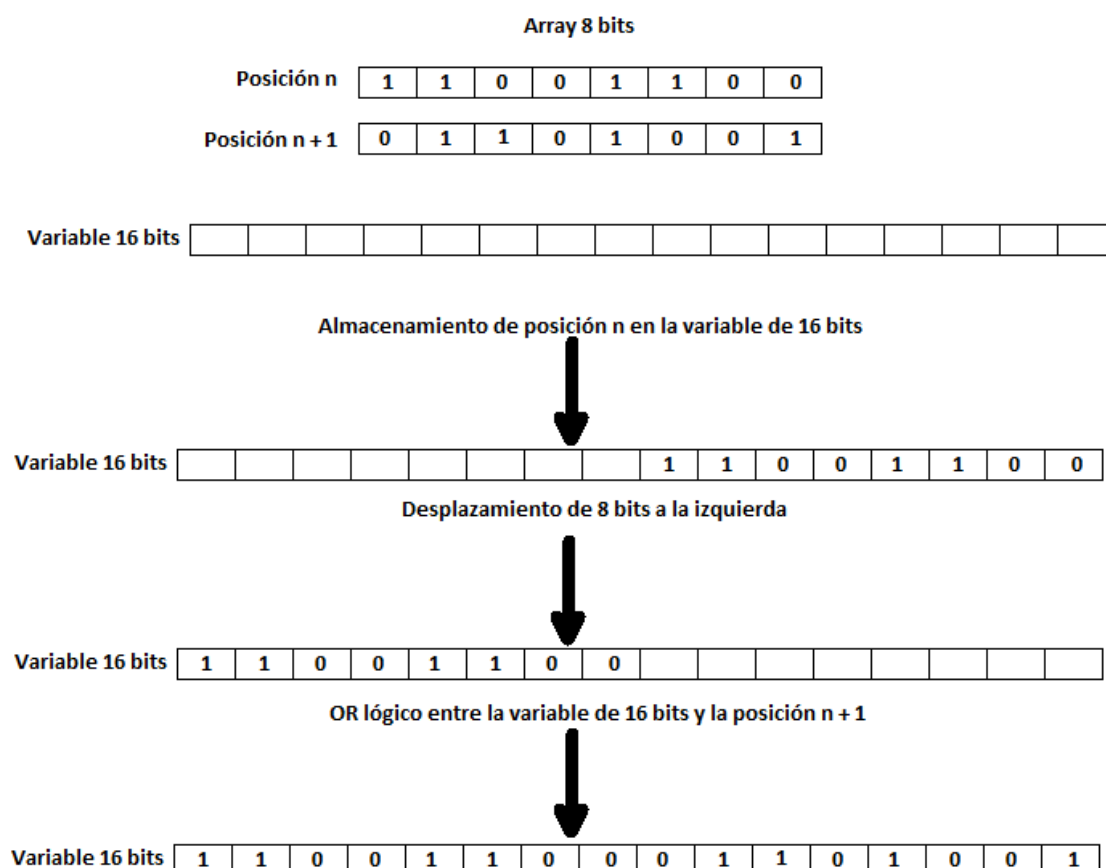 Array 8 bits
Posición n 1 1 0 0 1 1 0 0
Posición n + 1 0 1 1 0 1 0 0 1
Variable 16 bits
Almacenamiento de posición n en la variable de 16 bits
Variable 16 bits 1 1 0 0 1 1 0 0
Desplazamiento de 8 bits a la izquierda
Variable 16 bits 1 1 0 0 1 1 0 0
OR lógico entre la variable de 16 bits y la posición n + 1
Variable 16 bits 1 1 0 0 1 1 0 0 0 1 1 0 1 0 0 1